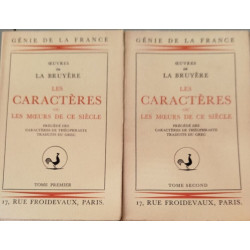 GÉNIE DE LA FRANCE
ŒUVRES
DE
LA BRUYÈRE
LES
CARACTÈRES
OU
LES MŒURS DE CE SIÈCLE
PRÉCÉDÉ DES
CARACTÈRES DE THÉOPHRASTE
TRADUITS DU GREC
TOME PREMIER
17, RUE FROIDEVAUX, PARIS.
GÉNIE DE LA FRANCE
ŒUVRES
DE
LA BRUYÈRE
LES
CARACTÈRES
OU
LES MŒURS DE CE SIÈCLE
PRÉCÉDÉ DES
CARACTÈRES DE THÉOPHRASTE
TRADUITS DU GREC
TOME SECOND
17, RUE FROIDEVAUX, PARIS.